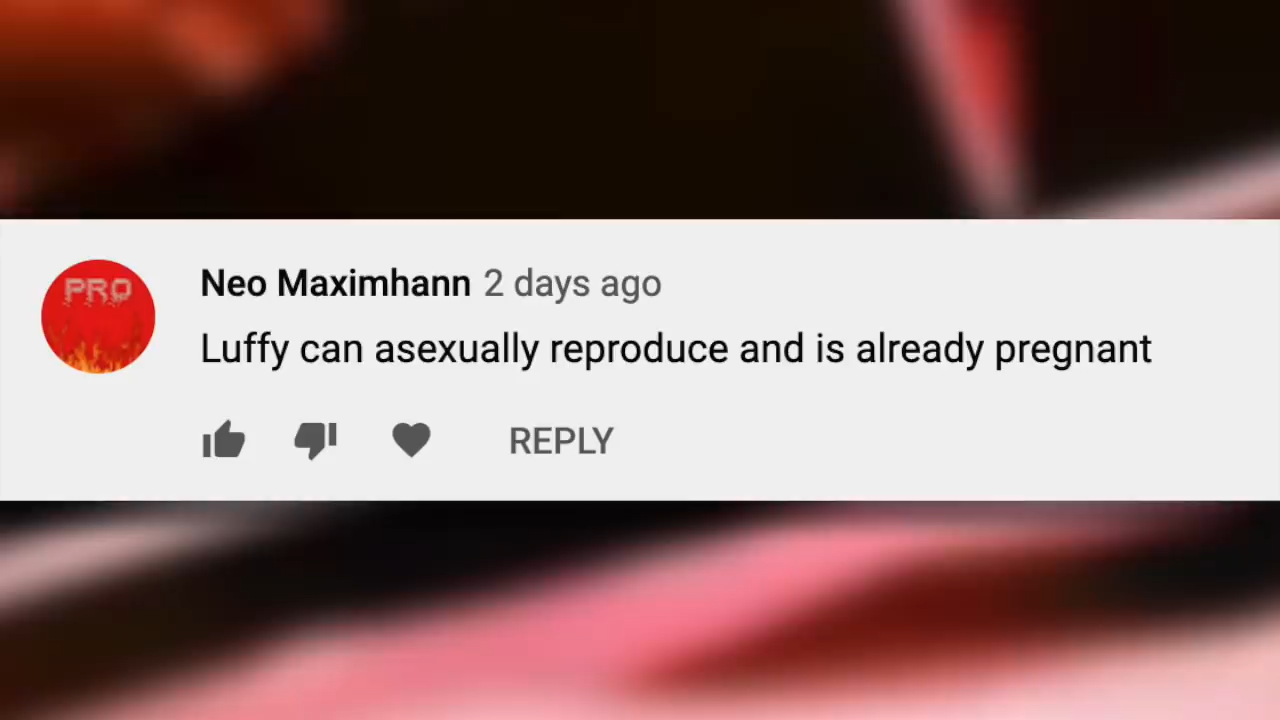 PRO
Neo Maximhann 2 days ago
Luffy can asexually reproduce and is already pregnant
REPLY